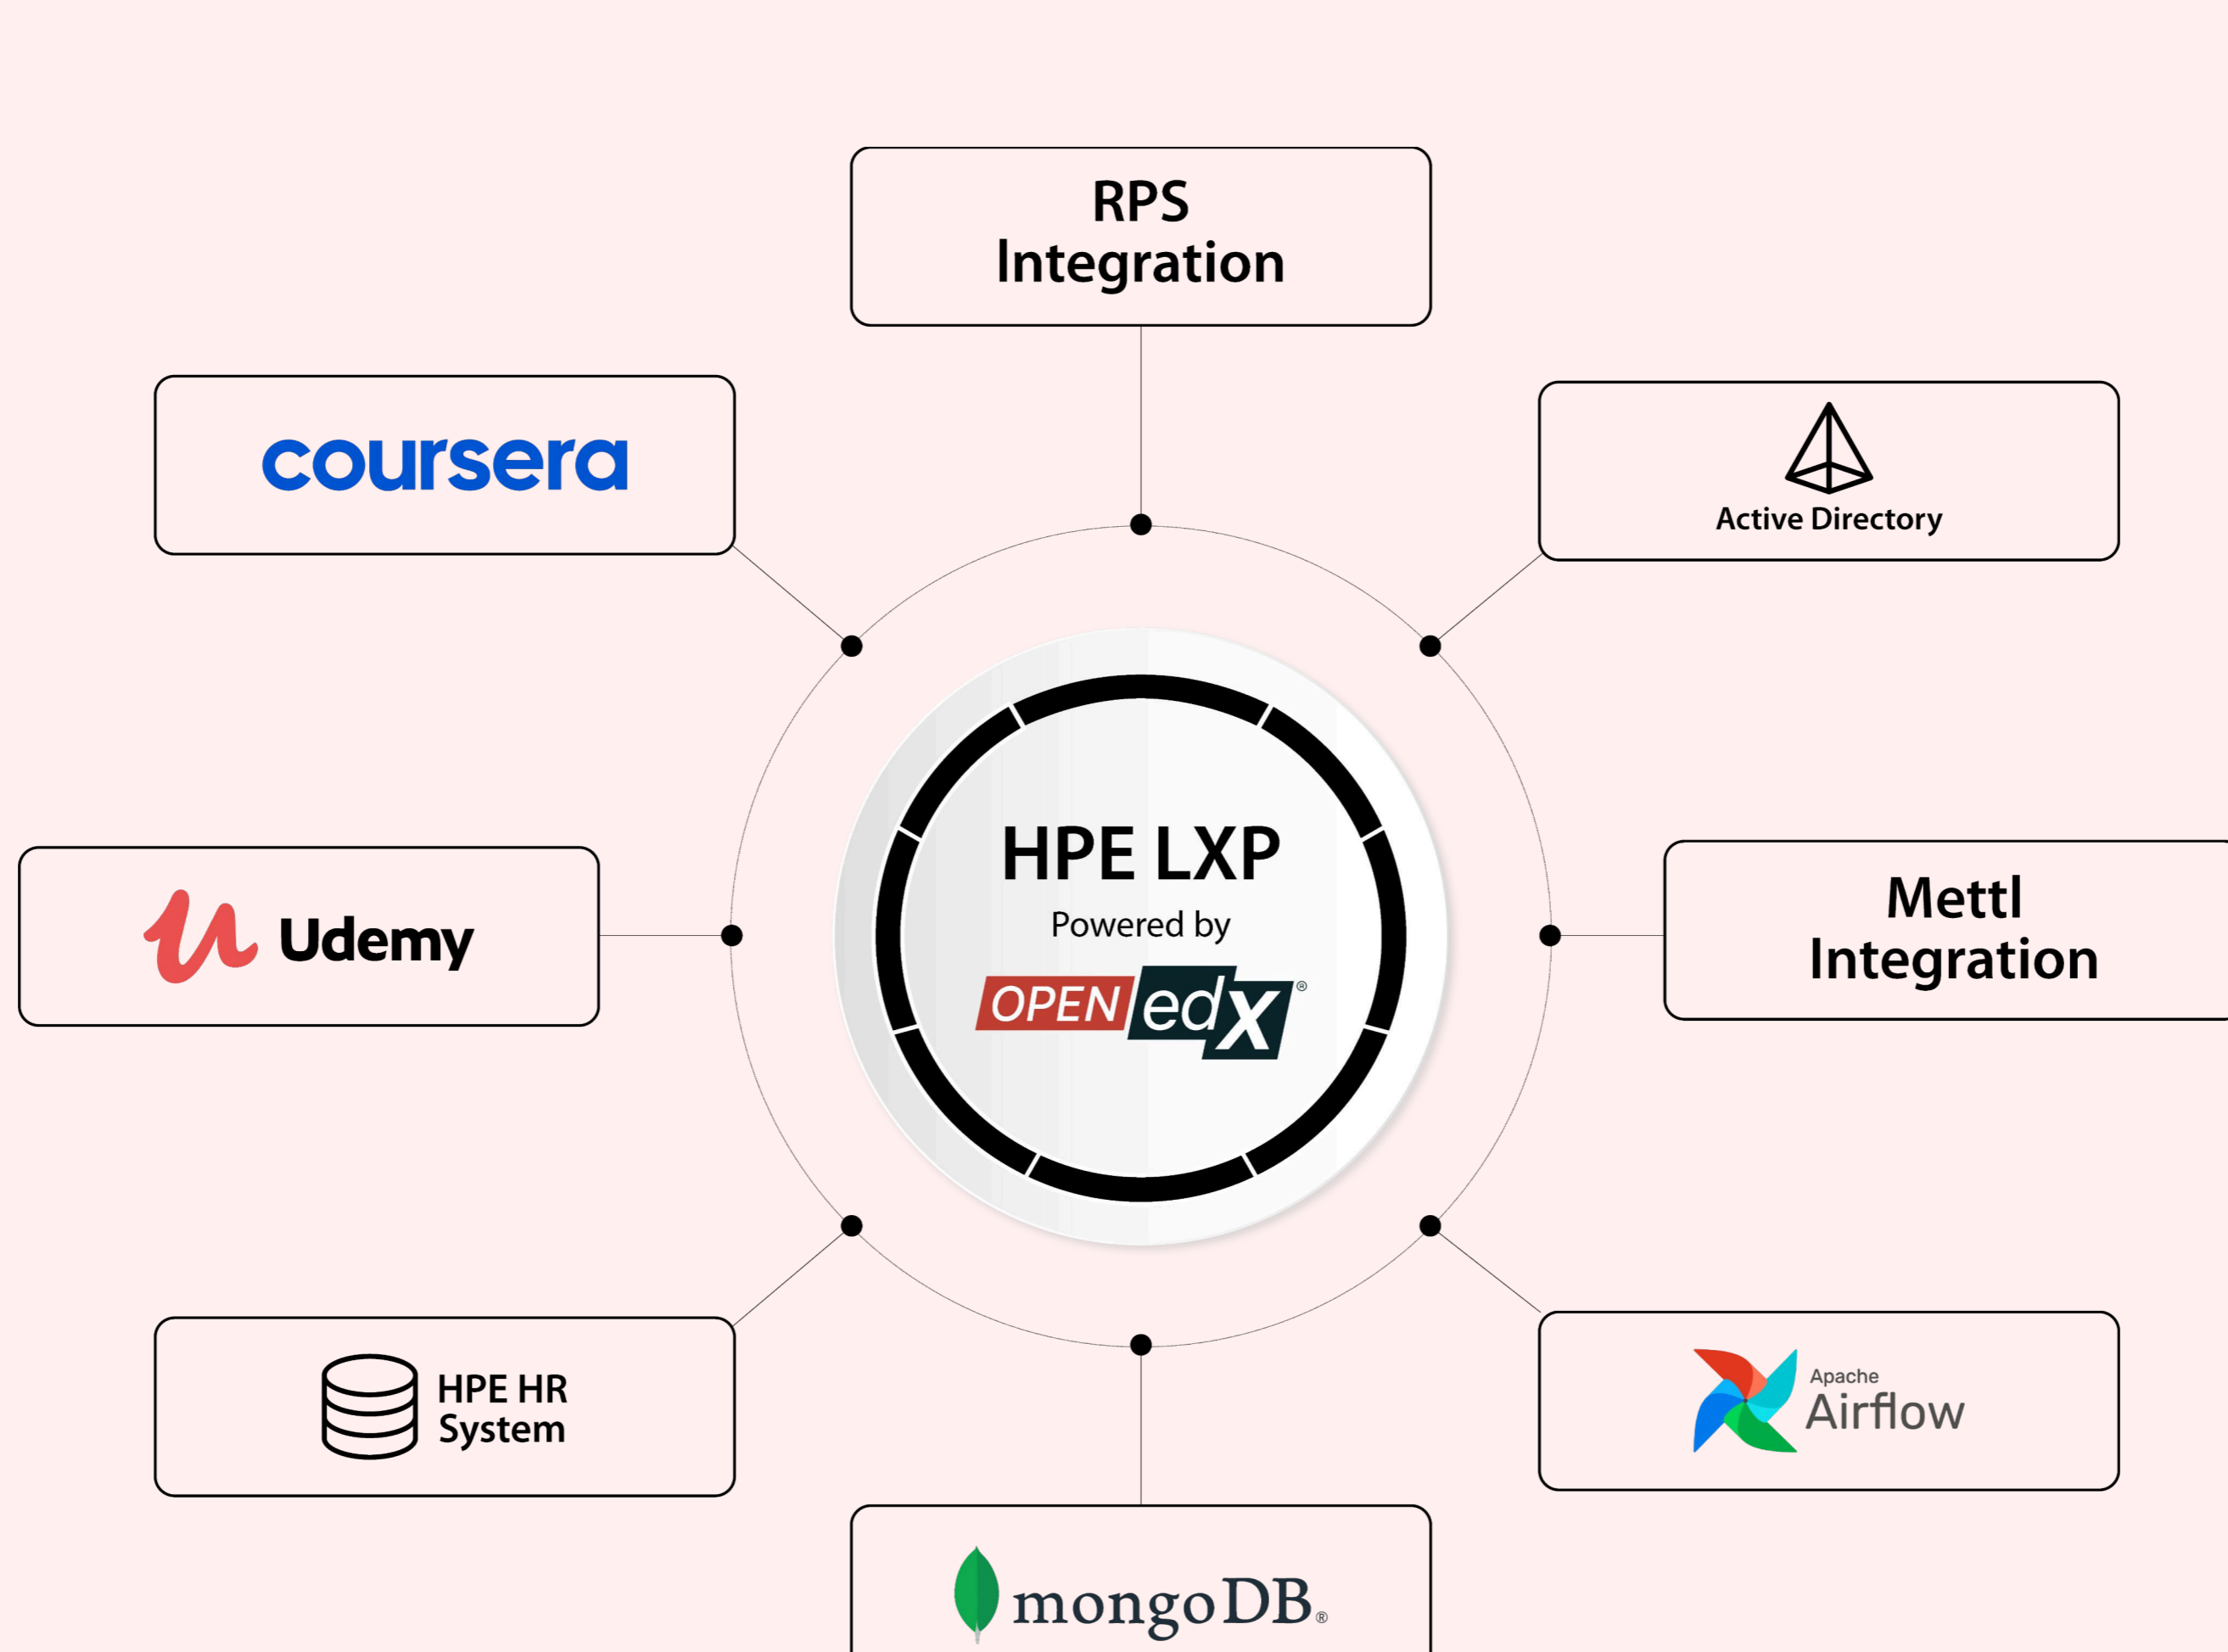 RPS
Integration
coursera
Active Directory
HPE LXP
Powered by
OPEN edX®
Udemy
Mettl
Integration
HPE HR
System
Apache
Airflow
mongoDB®